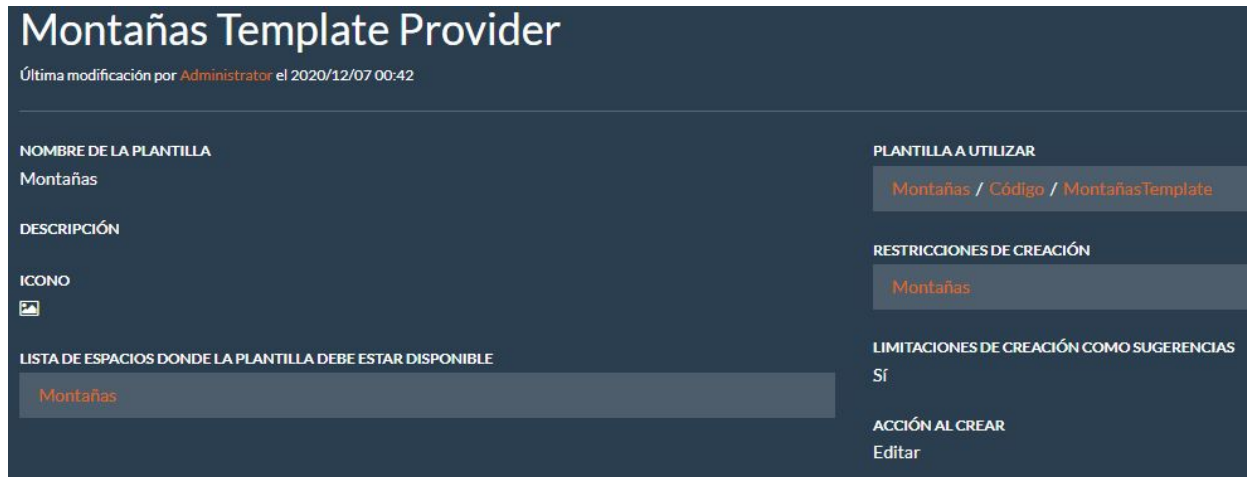 Montañas Template Provider
Última modificación por Administrator el 2020/12/07 00:42
NOMBRE DE LA PLANTILLA
Montañas
DESCRIPCIÓN
ICONO
LISTA DE ESPACIOS DONDE LA PLANTILLA DEBE ESTAR DISPONIBLE
Montañas
PLANTILLA A UTILIZAR
Montañas / Código / MontañasTemplate
RESTRICCIONES DE CREACIÓN
Montañas
LIMITACIONES DE CREACIÓN COMO SUGERENCIAS
Sí
ACCIÓN AL CREAR
Editar